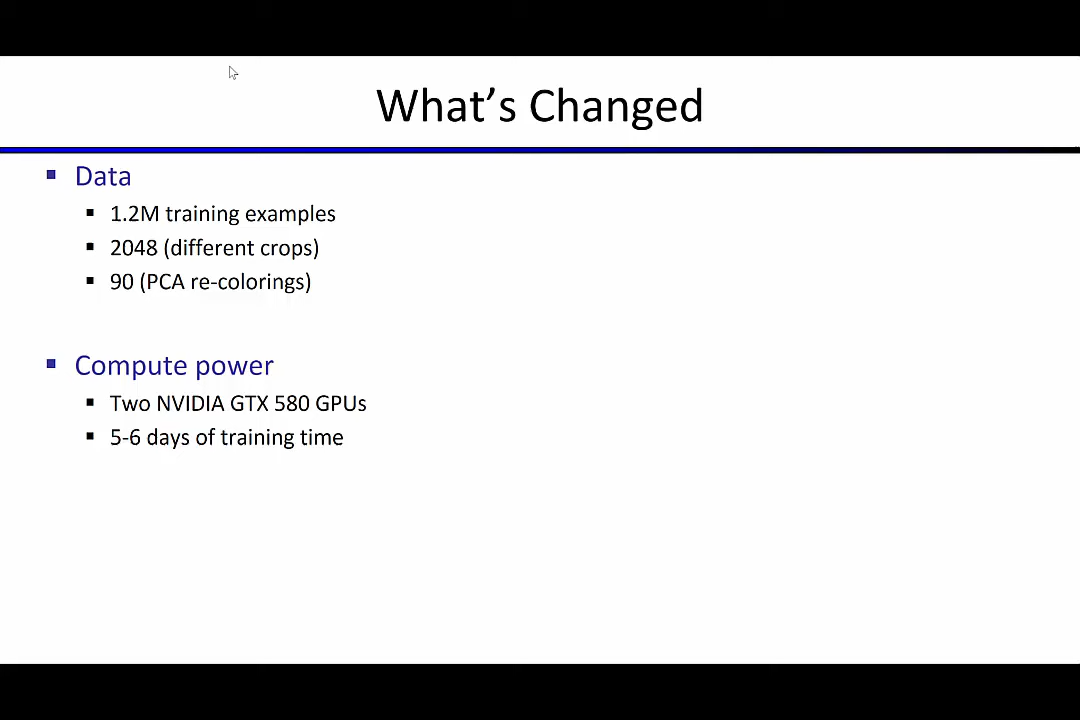 What’s Changed
Data
1.2M training examples
2048 (different crops)
90 (PCA re-colorings)
Compute power
Two NVIDIA GTX 580 GPUs
5-6 days of training time